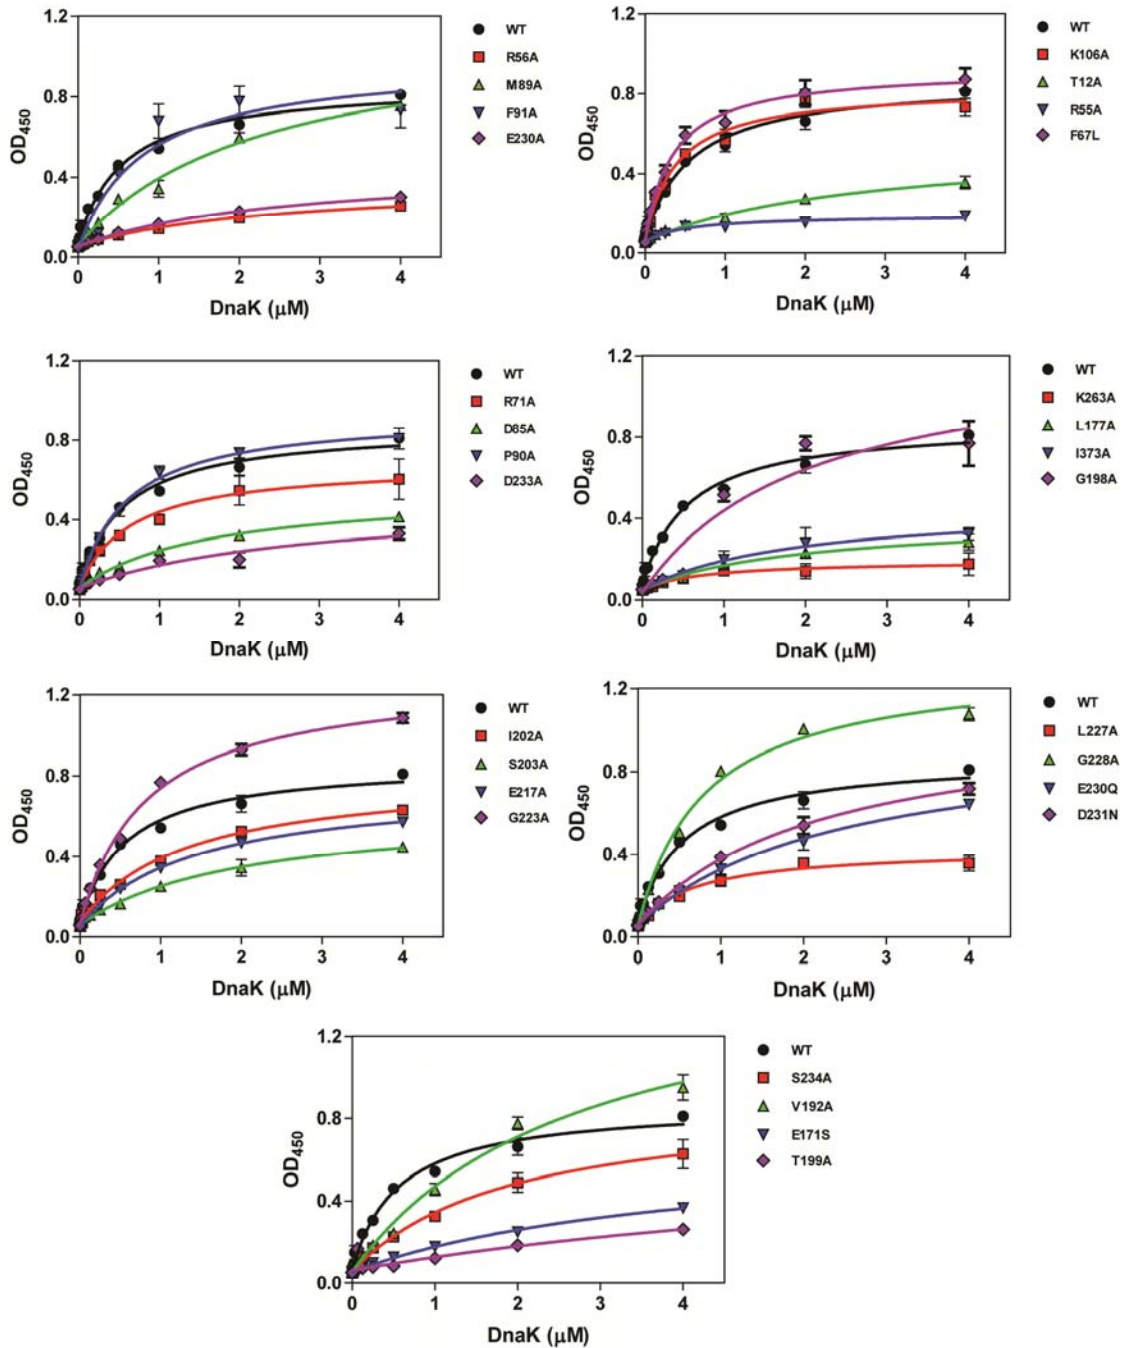 1.2
0.8
0.4
0.0
OD450
0 1 2 3 4
DnaK (μM)
WT
R56A
M89A
F91A
E230A
1.2
0.8
0.4
0.0
OD450
0 1 2 3 4
DnaK (μM)
WT
K106A
T12A
R55A
F67L
1.2
0.8
0.4
0.0
OD450
0 1 2 3 4
DnaK (μM)
WT
R71A
D85A
P90A
D233A
1.2
0.8
0.4
0.0
OD450
0 1 2 3 4
DnaK (μM)
WT
K263A
L177A
I373A
G198A
1.2
0.8
0.4
0.0
OD450
0 1 2 3 4
DnaK (μM)
WT
I202A
S203A
E217A
G223A
1.2
0.8
0.4
0.0
OD450
0 1 2 3 4
DnaK (μM)
WT
L227A
G228A
E230Q
D231N
1.2
0.8
0.4
0.0
OD450
0 1 2 3 4
DnaK (μM)
WT
S234A
V192A
E171S
T199A